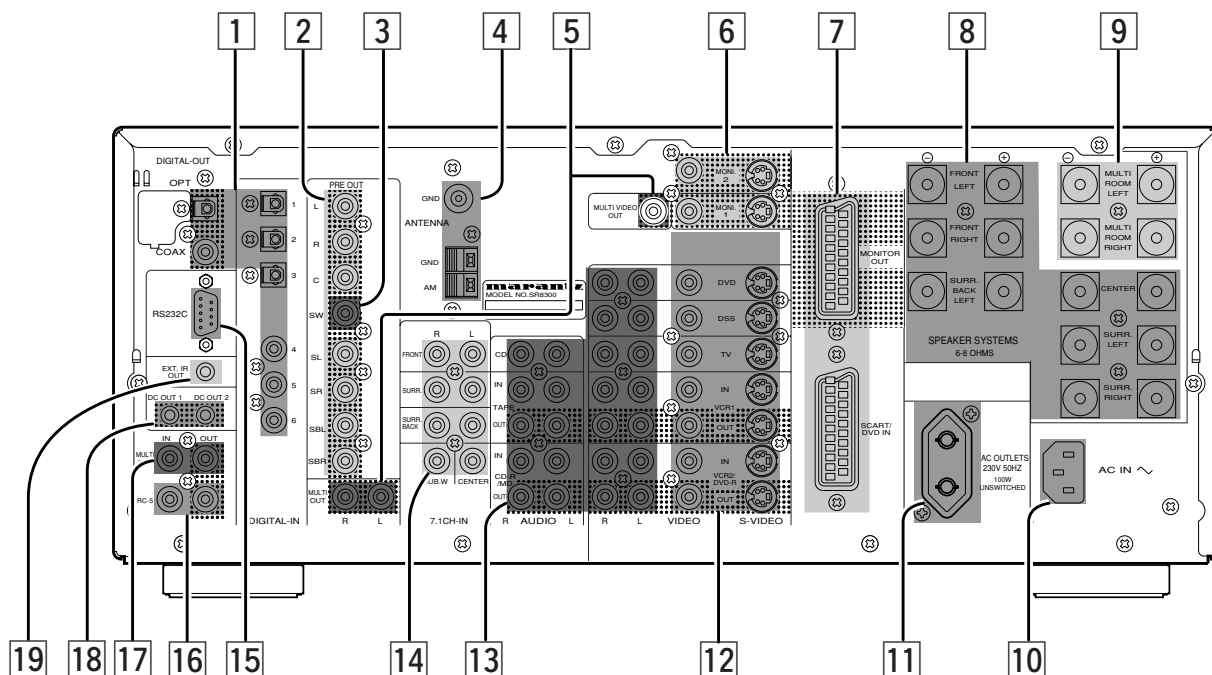 1 2 3 4 5 6 7 8 9
DIGITAL-OUT
OPT
COAX
1
2
3
4
5
6
DIGITAL-IN
RS232C
EXT. IR
OUT
DC OUT 1 DC OUT 2
IN OUT
MULTI
RC-5
PRE OUT
L
R
C
SW
SL
SR
SBL
SBR
MULTI
OUT
R L
GND
ANTENNA
GND
AM
marantz
MODEL NO.SR8300
R L
FRONT
SURR.
SURR.
BACK
UB.W CENTER
7.1CH-IN
CD
IN
TAPE
OUT
IN
CD-R
/MD
OUT
R AUDIO L
MULTI VIDEO
OUT
MONI.
2
MONI.
1
DVD
DSS
TV
IN
VCR1
OUT
IN
VCR2/
DVD-R
OUT
R L VIDEO S-VIDEO
MONITOR
OUT
SCART/
DVD IN
− +
FRONT
LEFT
FRONT
RIGHT
SURR.
BACK
LEFT
SPEAKER SYSTEMS
6-8 OHMS
− +
MULTI
ROOM
LEFT
MULTI
ROOM
RIGHT
CENTER
SURR.
LEFT
SURR.
RIGHT
AC OUTLETS
230V 50HZ
100W
UNSWITCHED
AC IN ~
19 18 17 16 15 14 13 12 11 10